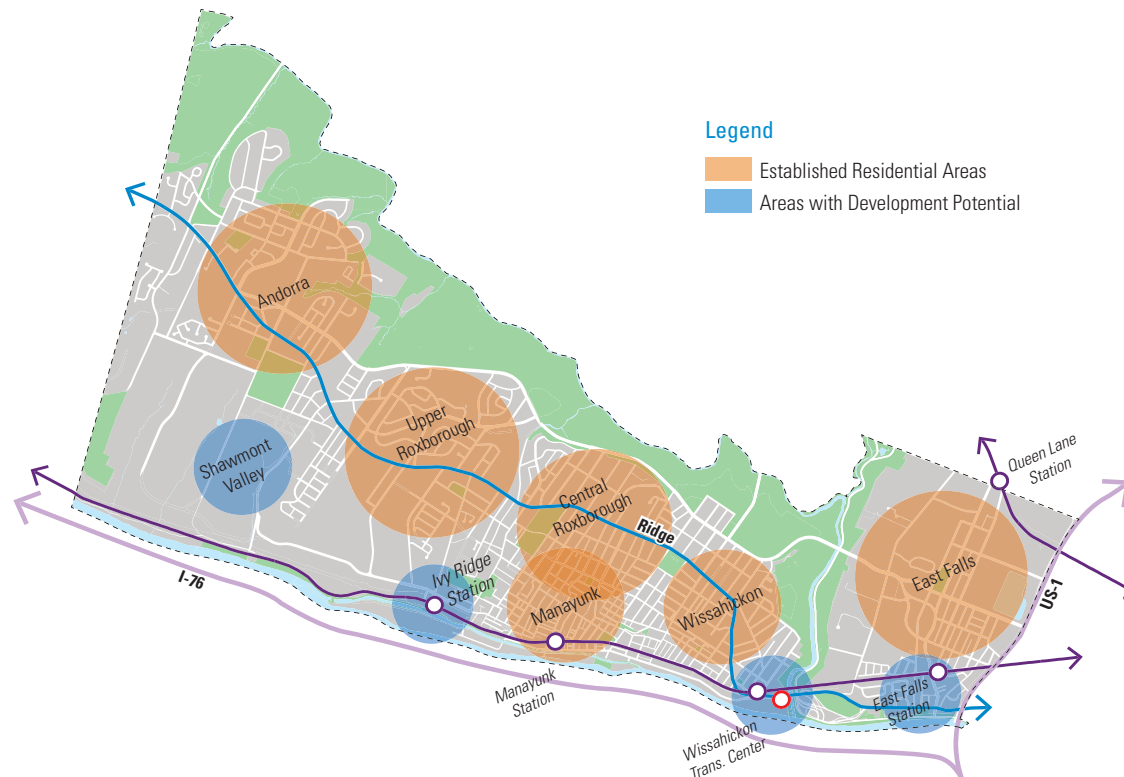 Legend
Established Residential Areas
Areas with Development Potential
Andorra
Upper
Roxborough
Shawmont
Valley
Central
Roxborough
Ridge
Queen Lane
Station
Ivy Ridge
Station
Manayunk
Wissahickon
East Falls
I-76
US-1
Manayunk
Station
East Falls
Station
Wissahickon
Trans. Center